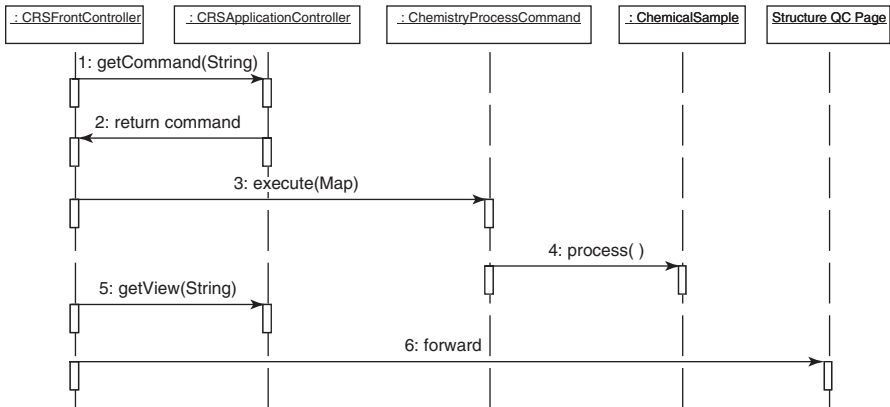 : CRSFrontController
: CRSApplicationController
: ChemistryProcessCommand
: ChemicalSample
Structure QC Page
1: getCommand(String)
2: return command
3: execute(Map)
4: process( )
5: getView(String)
6: forward